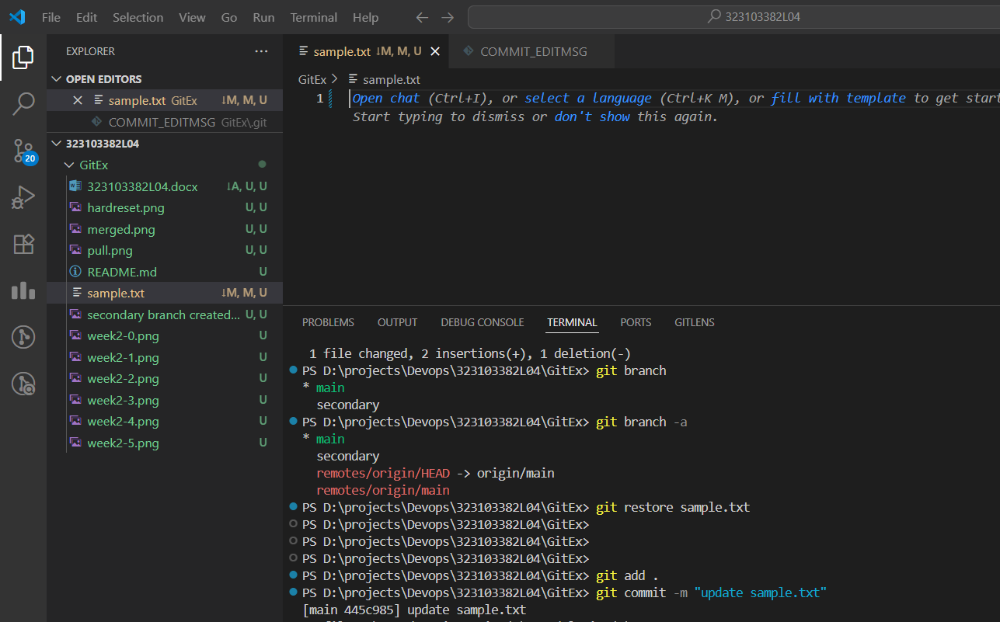 File Edit Selection View Go Run Terminal Help 323103382L04
EXPLORER
OPEN EDITORS
sample.txt GitEx ↓M, M, U
COMMIT_EDITMSG GitEx\.git
323103382L04
GitEx
323103382L04.docx ↓A, U, U
hardreset.png U, U
merged.png U, U
pull.png U, U
README.md U
sample.txt ↓M, M, U
secondary branch created... U, U
week2-0.png U
week2-1.png U
week2-2.png U
week2-3.png U
week2-4.png U
week2-5.png U
20
sample.txt ↓M, M, U COMMIT_EDITMSG
GitEx > sample.txt
1 Open chat (Ctrl+I), or select a language (Ctrl+K M), or fill with template to get start
Start typing to dismiss or don't show this again.
PROBLEMS OUTPUT DEBUG CONSOLE TERMINAL PORTS GITLENS
1 file changed, 2 insertions(+), 1 deletion(-)
PS D:\projects\Devops\323103382L04\GitEx> git branch
* main
secondary
PS D:\projects\Devops\323103382L04\GitEx> git branch -a
* main
secondary
remotes/origin/HEAD -> origin/main
remotes/origin/main
PS D:\projects\Devops\323103382L04\GitEx> git restore sample.txt
PS D:\projects\Devops\323103382L04\GitEx>
PS D:\projects\Devops\323103382L04\GitEx>
PS D:\projects\Devops\323103382L04\GitEx>
PS D:\projects\Devops\323103382L04\GitEx> git add .
PS D:\projects\Devops\323103382L04\GitEx> git commit -m "update sample.txt"
[main 445c985] update sample.txt